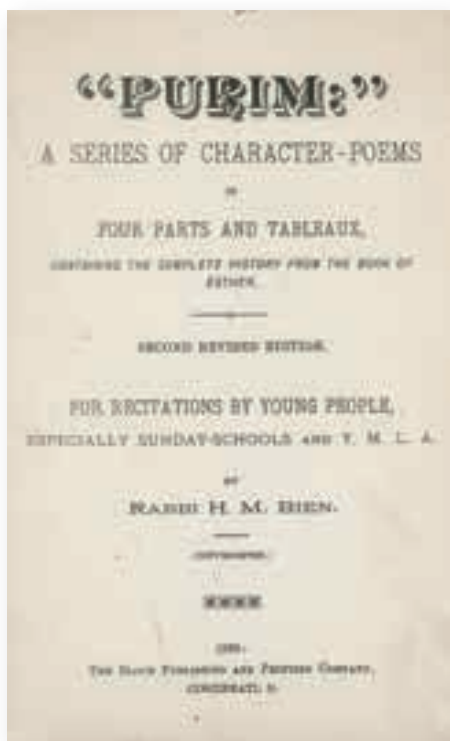 “PURIM:”
A SERIES OF CHARACTER-POEMS
IN
FOUR PARTS AND TABLEAUX,
CONTAINING THE COMPLETE HISTORY FROM THE BOOK OF
ESTHER.
SECOND REVISED EDITION.
FOR RECITATIONS BY YOUNG PEOPLE,
ESPECIALLY SUNDAY-SCHOOLS AND Y. M. L. A.
BY
RABBI H. M. BIEN.
(COPYRIGHTED.)
THE BLOCH PUBLISHING AND PRINTING COMPANY,
CINCINNATI, O.